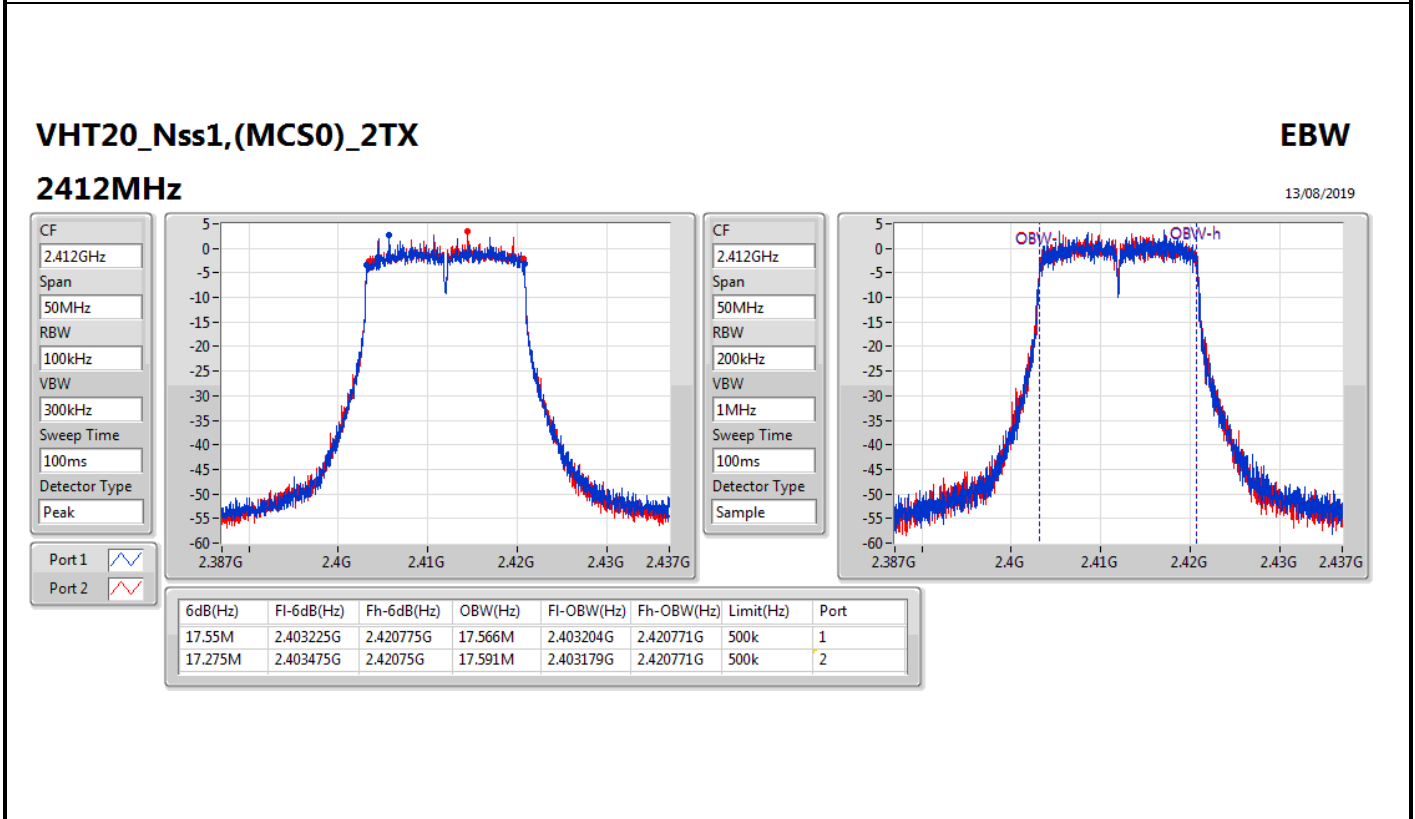 VHT20_Nss1,(MCS0)_2TX
EBW
2412MHz
13/08/2019
CF
2.412GHz
Span
50MHz
RBW
100kHz
VBW
300kHz
Sweep Time
100ms
Detector Type
Peak
5
0
-5
-10
-15
-20
-25
-30
-35
-40
-45
-50
-55
-60
2.387G 2.4G 2.41G 2.42G 2.43G 2.437G
CF
2.412GHz
Span
50MHz
RBW
200kHz
VBW
1MHz
Sweep Time
100ms
Detector Type
Sample
5
0
-5
-10
-15
-20
-25
-30
-35
-40
-45
-50
-55
-60
OBW-h
2.387G 2.4G 2.41G 2.42G 2.43G 2.437G
Port 1
Port 2
6dB(Hz) Fl-6dB(Hz) Fh-6dB(Hz) OBW(Hz) Fl-OBW(Hz) Fh-OBW(Hz) Limit(Hz) Port
17.55M 2.403225G 2.420775G 17.566M 2.403204G 2.420771G 500k 1
17.275M 2.403475G 2.42075G 17.591M 2.403179G 2.420771G 500k 2